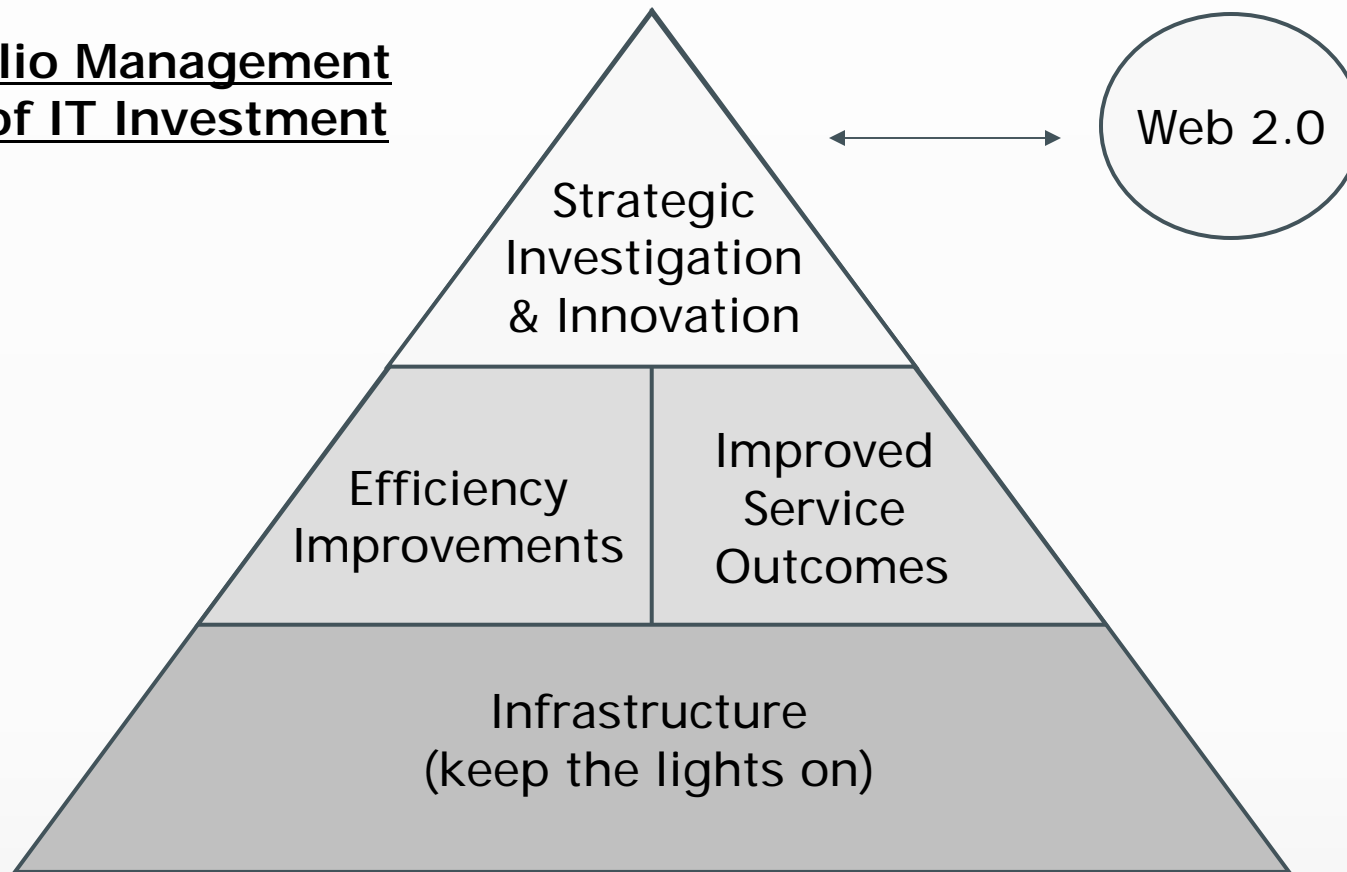 lio Management
of IT Investment
Web 2.0
Strategic
Investigation
& Innovation
Efficiency
Improvements
Improved
Service
Outcomes
Infrastructure
(keep the lights on)